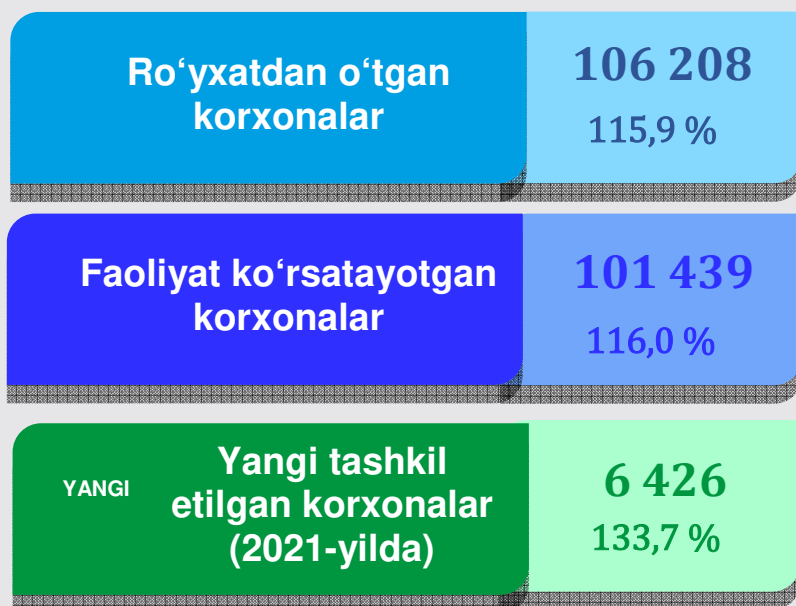 Ro‘yxatdan o‘tgan
korxonalar
106 208
115,9 %
Faoliyat ko‘rsatayotgan
korxonalar
101 439
116,0 %
YANGI
Yangi tashkil
etilgan korxonalar
(2021-yilda)
6 426
133,7 %